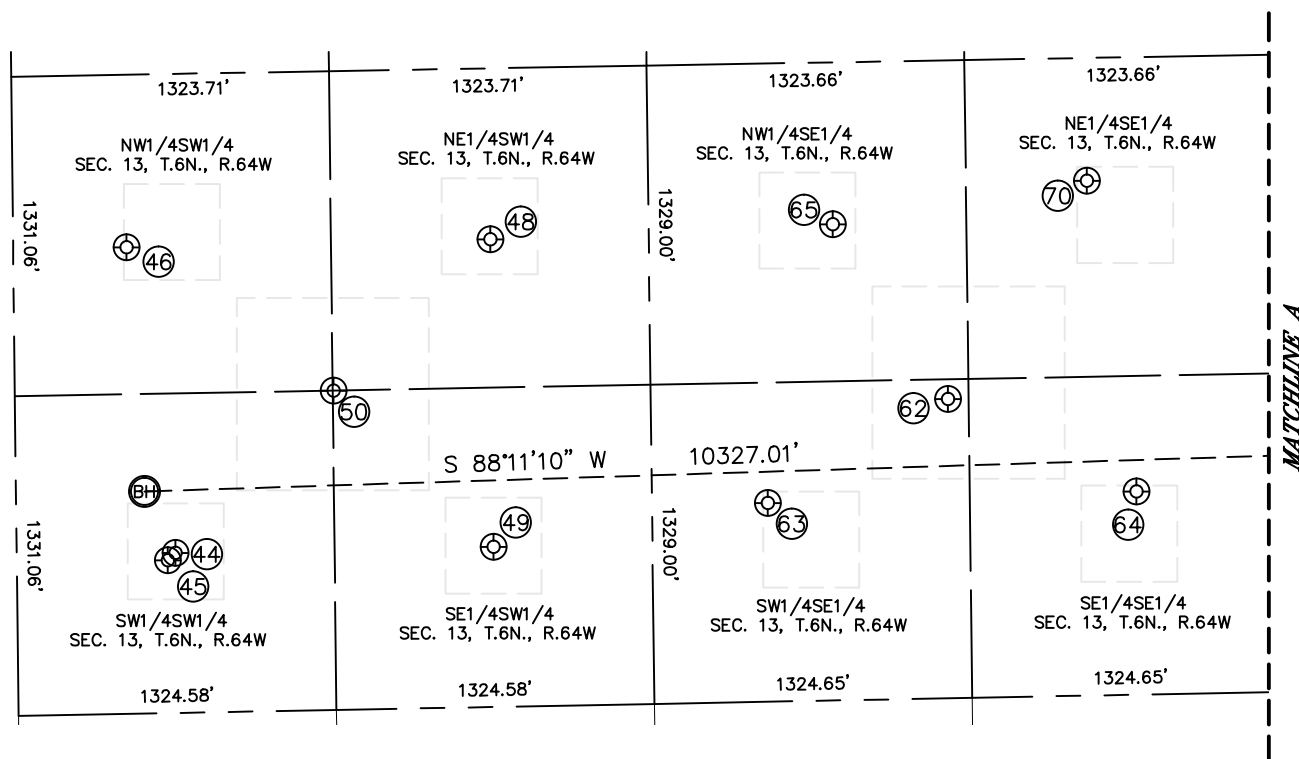 1323.71'
1323.71'
1323.66'
1323.66'
NW1/4SW1/4
SEC. 13, T.6N., R.64W
NE1/4SW1/4
SEC. 13, T.6N., R.64W
NW1/4SE1/4
SEC. 13, T.6N., R.64W
NE1/4SE1/4
SEC. 13, T.6N., R.64W
1331.06'
46
48
1329.00'
65
70
50
62
MATCHLINE A
S 88°11'10" W
10327.01'
BH
1331.06'
44
45
49
1329.00'
63
64
SW1/4SW1/4
SEC. 13, T.6N., R.64W
SE1/4SW1/4
SEC. 13, T.6N., R.64W
SW1/4SE1/4
SEC. 13, T.6N., R.64W
SE1/4SE1/4
SEC. 13, T.6N., R.64W
1324.58'
1324.58'
1324.65'
1324.65'